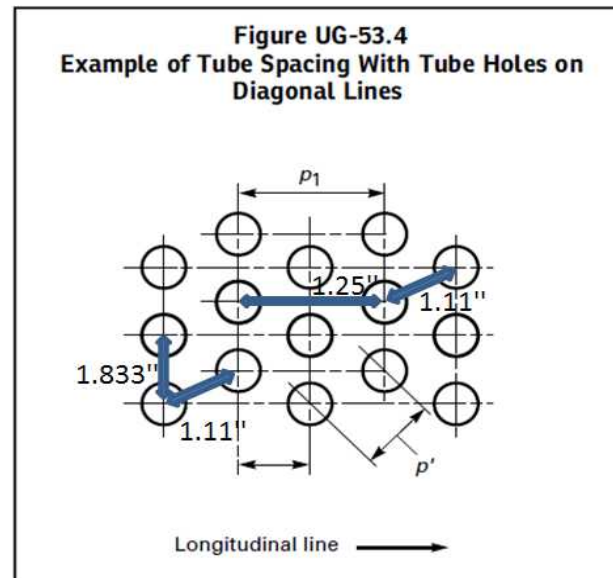 Figure UG-53.4
Example of Tube Spacing With Tube Holes on
Diagonal Lines
p1
1.25"
1.11"
1.833"
1.11"
p'
Longitudinal line